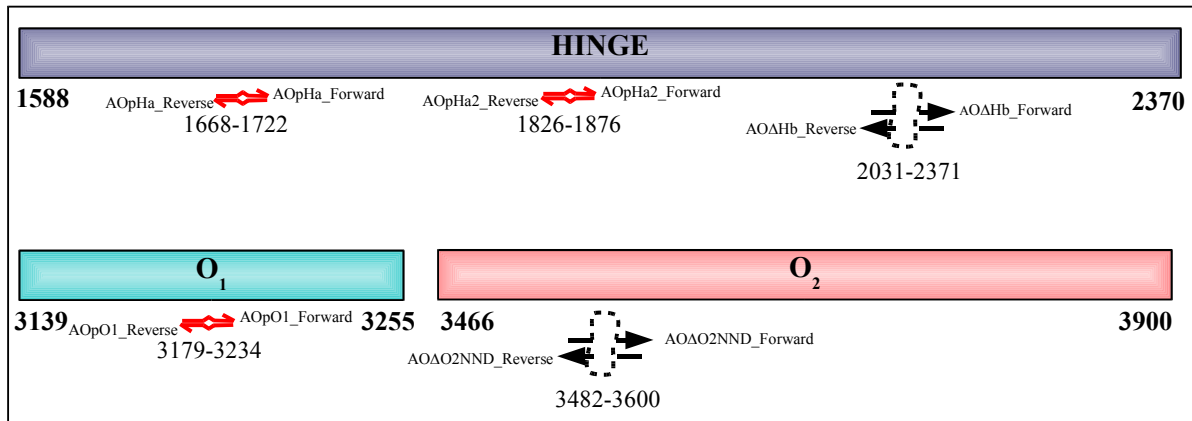 HINGE
1588 AOpHa_Reverse AOpHa_Forward AOpHa2_Reverse AOpHa2_Forward AOΔHb_Reverse AOΔHb_Forward 2370
1668-1722 1826-1876
2031-2371
O₁ O₂
3139 AOpO1_Reverse AOpO1_Forward 3255 3466 AOΔO2NND_Reverse AOΔO2NND_Forward 3900
3179-3234
3482-3600